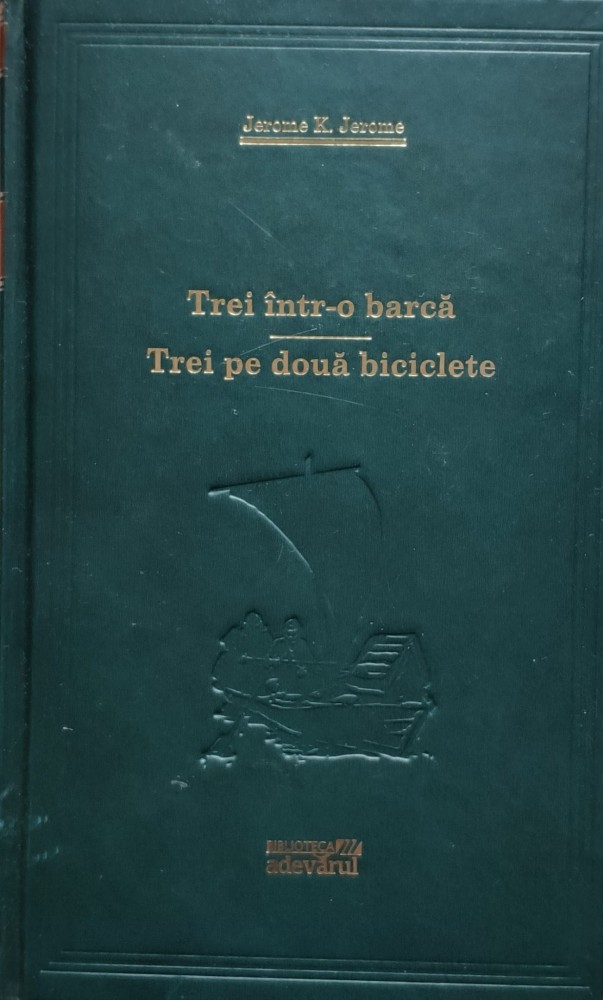 Jerome K. Jerome
Trei într-o barcă
Trei pe două biciclete
BIBLIOTECA
adevărul